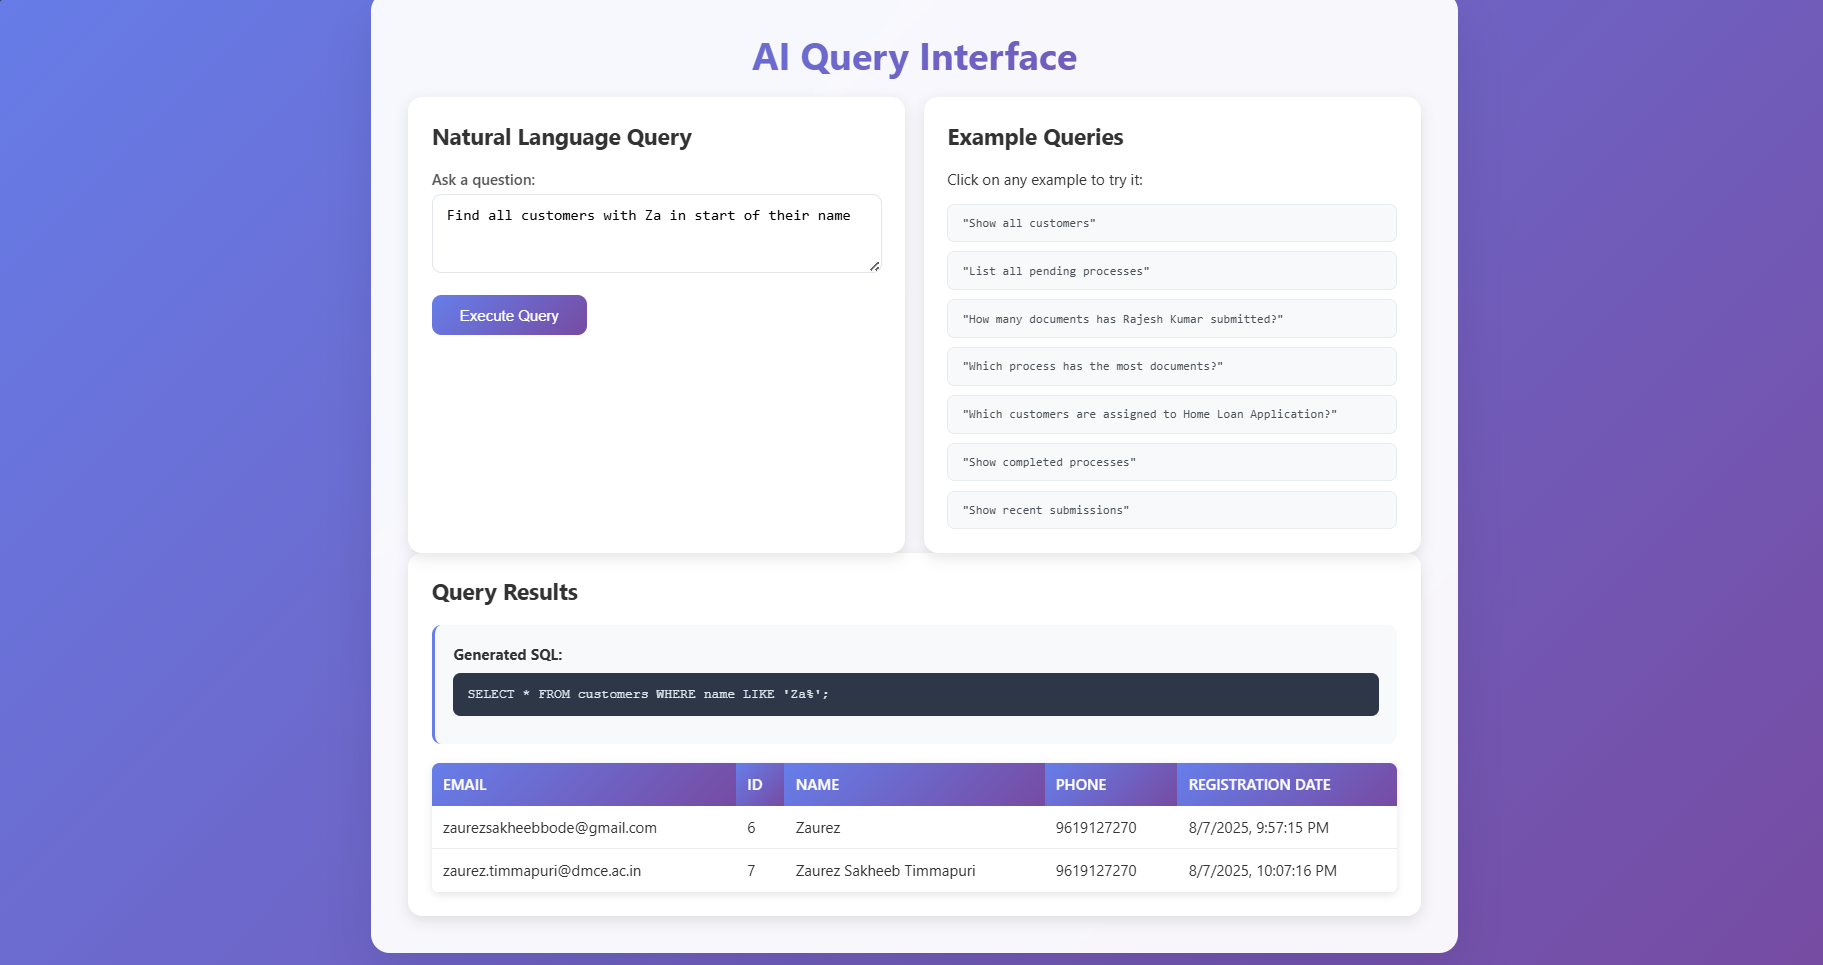 AI Query Interface
Natural Language Query
Ask a question:
Find all customers with Za in start of their name
Execute Query
Example Queries
Click on any example to try it:
"Show all customers"
"List all pending processes"
"How many documents has Rajesh Kumar submitted?"
"Which process has the most documents?"
"Which customers are assigned to Home Loan Application?"
"Show completed processes"
"Show recent submissions"
Query Results
Generated SQL:
SELECT * FROM customers WHERE name LIKE 'Za%';
EMAIL ID NAME PHONE REGISTRATION DATE
zaurezsakheebbode@gmail.com 6 Zaurez 9619127270 8/7/2025, 9:57:15 PM
zaurez.timmapuri@dmce.ac.in 7 Zaurez Sakheeb Timmapuri 9619127270 8/7/2025, 10:07:16 PM